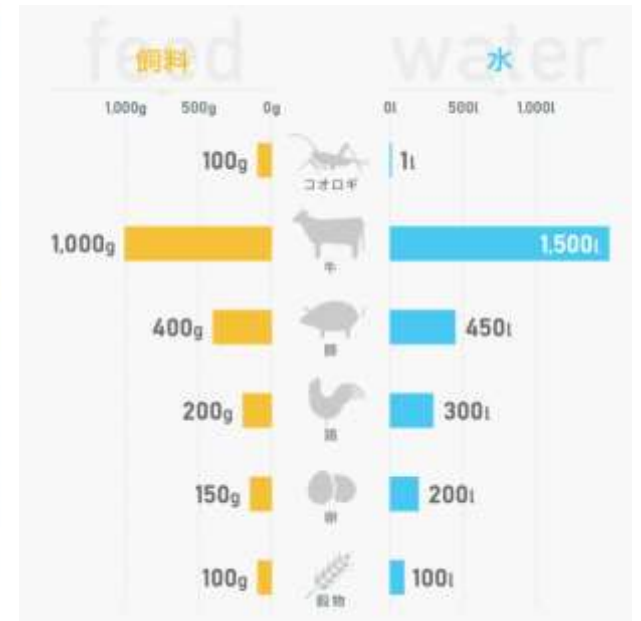 feed water
飼料 水
1,000g 500g 0g 0l 500l 1,000l
100g 1l
コオロギ
1,000g 1,500l
牛
400g 450l
豚
200g 300l
鶏
150g 200l
卵
100g 100l
穀物